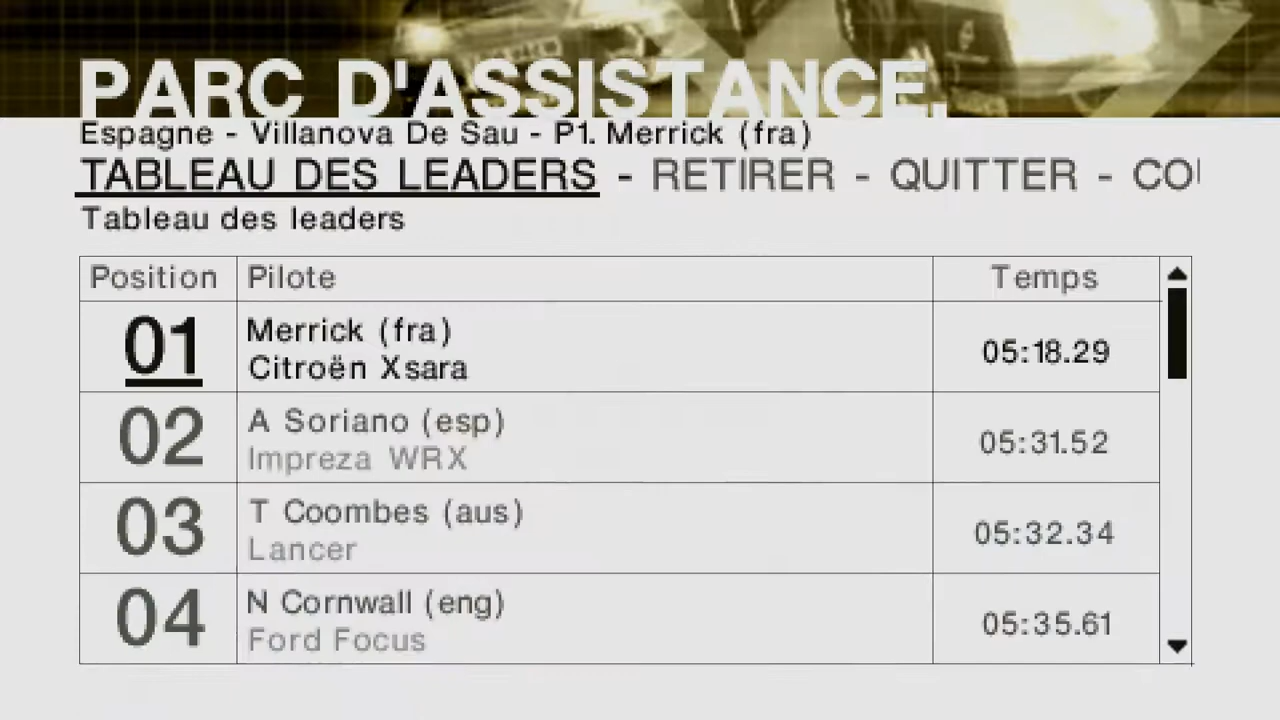 PARC D'ASSISTANCE.
Espagne - Villanova De Sau - P1. Merrick (fra)
TABLEAU DES LEADERS - RETIRER - QUITTER -
Tableau des leaders
Position Pilote Temps
01 Merrick (fra) 05:18.29
Citroën Xsara
02 A Soriano (esp) 05:31.52
Impreza WRX
03 T Coombes (aus) 05:32.34
Lancer
04 N Cornwall (eng) 05:35.61
Ford Focus